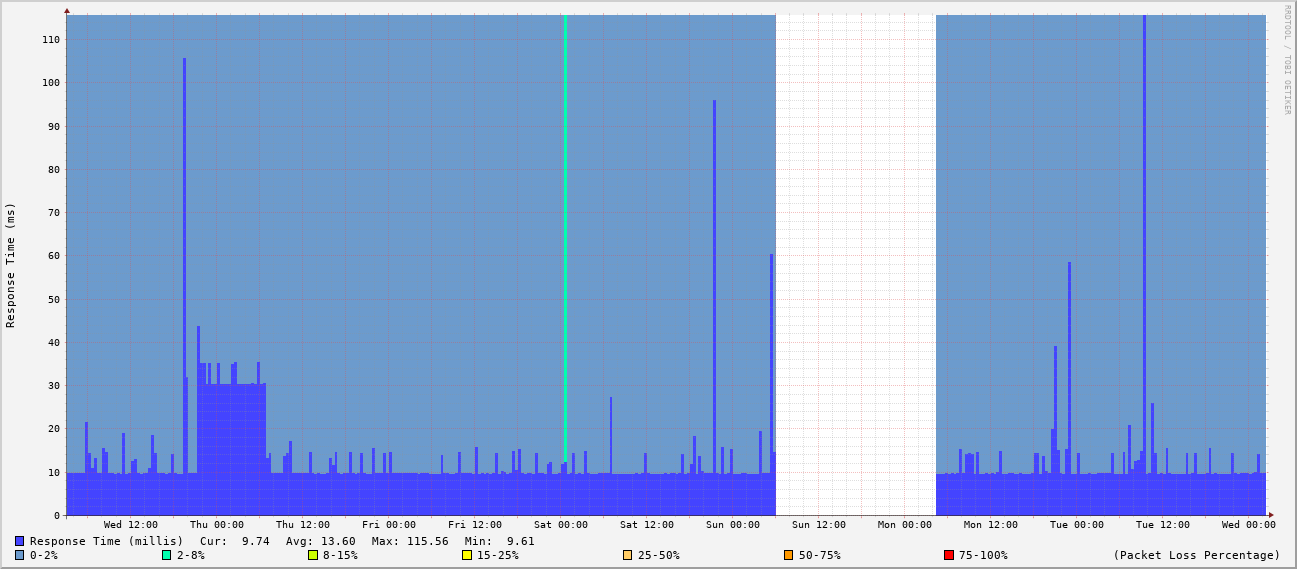 RRDTOOL / TOBI OETIKER
Response Time (ms)
110
100
90
80
70
60
50
40
30
20
10
0
Wed 12:00 Thu 00:00 Thu 12:00 Fri 00:00 Fri 12:00 Sat 00:00 Sat 12:00 Sun 00:00 Sun 12:00 Mon 00:00 Mon 12:00 Tue 00:00 Tue 12:00 Wed 00:00
Response Time (millis) Cur: 9.74 Avg: 13.60 Max: 115.56 Min: 9.61
0-2% 2-8% 8-15% 15-25% 25-50% 50-75% 75-100% (Packet Loss Percentage)